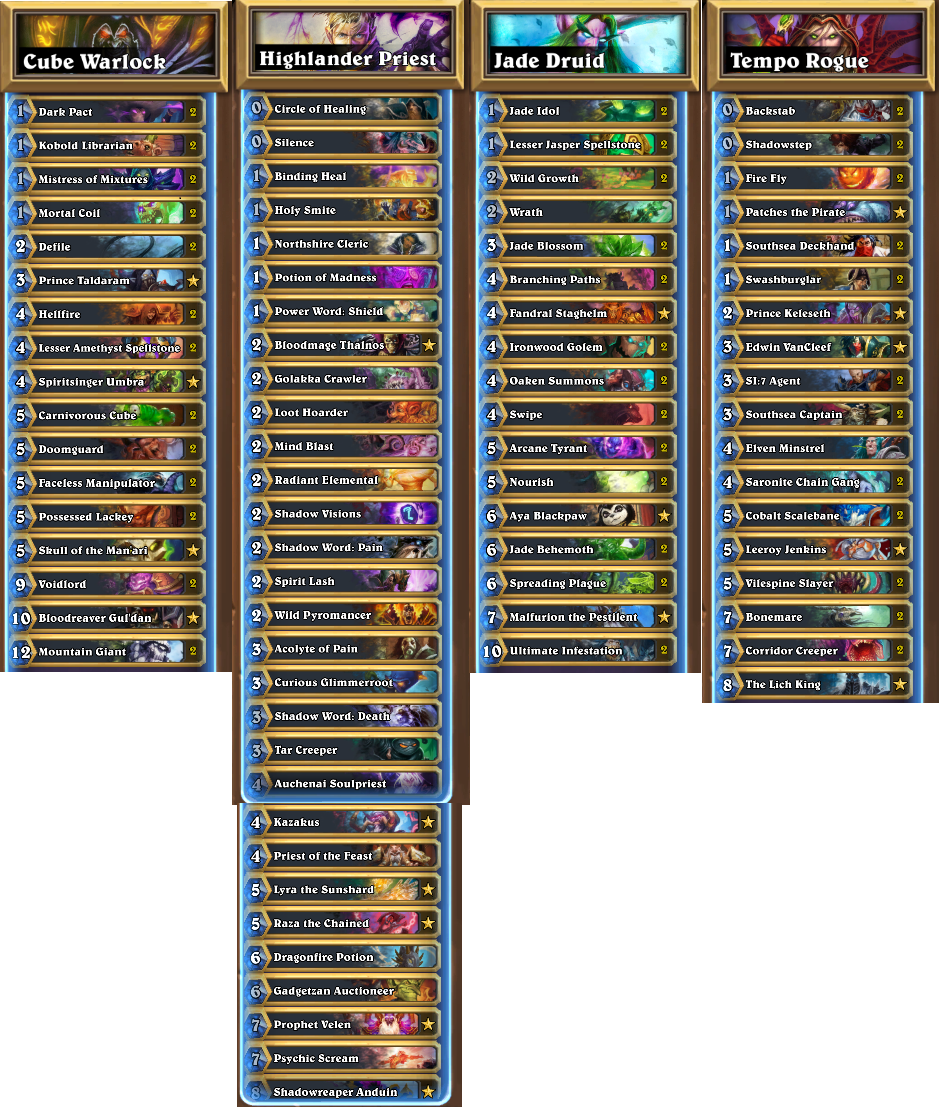 Cube Warlock
1 Dark Pact 2
1 Kobold Librarian 2
1 Mistress of Mixtures 2
1 Mortal Coil 2
2 Defile 2
3 Prince Taldaram ★
4 Hellfire 2
4 Lesser Amethyst Spellstone 2
4 Spiritsinger Umbra ★
5 Carnivorous Cube 2
5 Doomguard 2
5 Faceless Manipulator 2
5 Possessed Lackey 2
5 Skull of the Man'ari ★
9 Voidlord 2
10 Bloodreaver Gul'dan ★
12 Mountain Giant 2
Highlander Priest
0 Circle of Healing
0 Silence
1 Binding Heal
1 Holy Smite
1 Northshire Cleric
1 Potion of Madness
1 Power Word: Shield
2 Bloodmage Thalnos ★
2 Golakka Crawler
2 Loot Hoarder
2 Mind Blast
2 Radiant Elemental
2 Shadow Visions
2 Shadow Word: Pain
2 Spirit Lash
2 Wild Pyromancer
3 Acolyte of Pain
3 Curious Glimmerroot
3 Shadow Word: Death
3 Tar Creeper
4 Auchenai Soulpriest
4 Kazakus ★
4 Priest of the Feast
5 Lyra the Sunshard ★
5 Raza the Chained ★
6 Dragonfire Potion
6 Gadgetzan Auctioneer
7 Prophet Velen ★
7 Psychic Scream
8 Shadowreaper Anduin ★
Jade Druid
1 Jade Idol 2
1 Lesser Jasper Spellstone 2
2 Wild Growth 2
2 Wrath
3 Jade Blossom 2
4 Branching Paths 2
4 Fandral Staghelm ★
4 Ironwood Golem 2
4 Oaken Summons 2
4 Swipe 2
5 Arcane Tyrant 2
5 Nourish 2
6 Aya Blackpaw ★
6 Jade Behemoth 2
6 Spreading Plague 2
7 Malfurion the Pestilent ★
10 Ultimate Infestation 2
Tempo Rogue
0 Backstab 2
0 Shadowstep 2
1 Fire Fly 2
1 Patches the Pirate ★
1 Southsea Deckhand 2
1 Swashburglar 2
2 Prince Keleseth ★
3 Edwin VanCleef ★
3 SI:7 Agent 2
3 Southsea Captain 2
4 Elven Minstrel
4 Saronite Chain Gang 2
5 Cobalt Scalebane 2
5 Leeroy Jenkins ★
5 Vilespine Slayer 2
7 Bonemare 2
7 Corridor Creeper 2
8 The Lich King ★